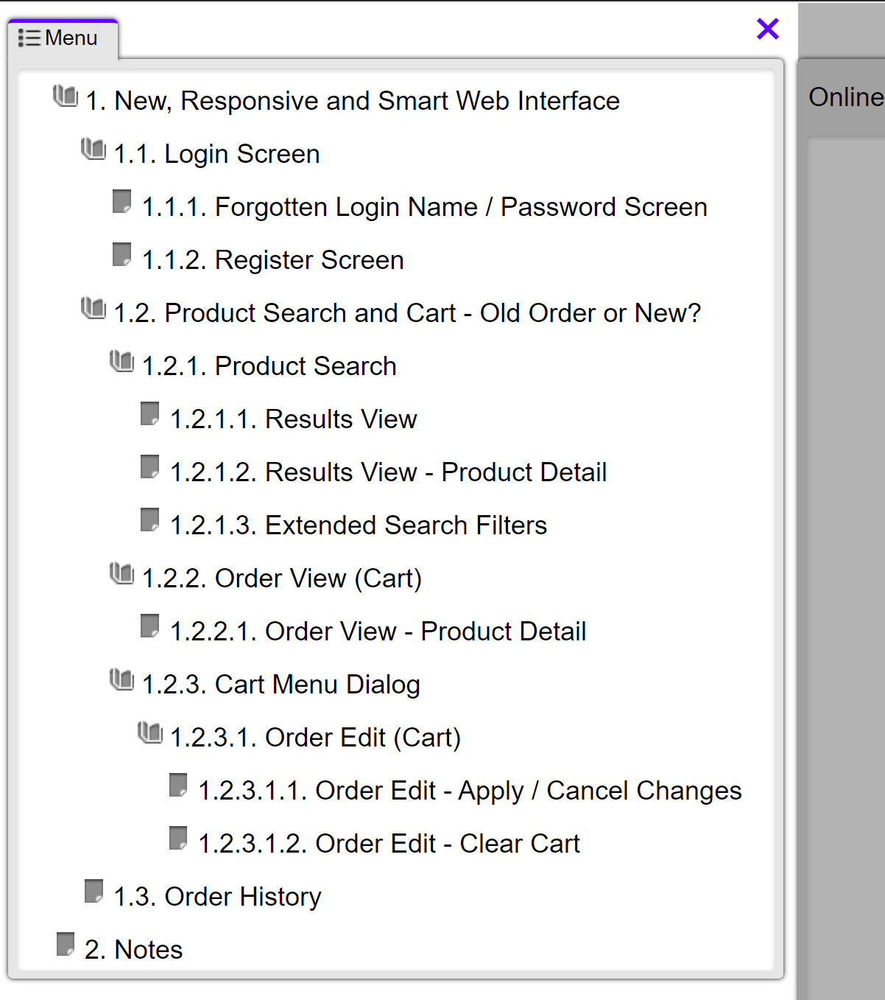 Menu
Online
1. New, Responsive and Smart Web Interface
1.1. Login Screen
1.1.1. Forgotten Login Name / Password Screen
1.1.2. Register Screen
1.2. Product Search and Cart - Old Order or New?
1.2.1. Product Search
1.2.1.1. Results View
1.2.1.2. Results View - Product Detail
1.2.1.3. Extended Search Filters
1.2.2. Order View (Cart)
1.2.2.1. Order View - Product Detail
1.2.3. Cart Menu Dialog
1.2.3.1. Order Edit (Cart)
1.2.3.1.1. Order Edit - Apply / Cancel Changes
1.2.3.1.2. Order Edit - Clear Cart
1.3. Order History
2. Notes